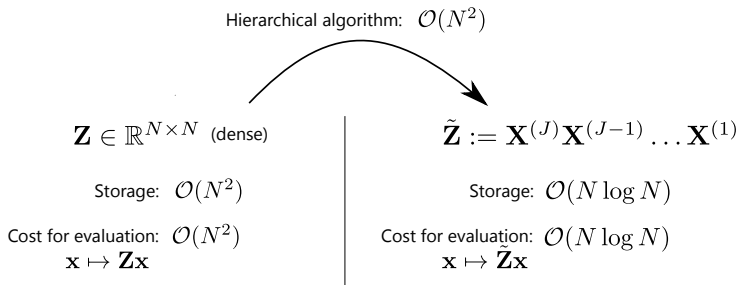 Hierarchical algorithm: 𝒪(N²)
𝐙 ∈ ℝ^{N×N} (dense)
Storage: 𝒪(N²)
Cost for evaluation: 𝒪(N²)
𝐱 ↦ 𝐙𝐱
𝐙̃ := 𝐗^{(J)}𝐗^{(J−1)} … 𝐗^{(1)}
Storage: 𝒪(N log N)
Cost for evaluation: 𝒪(N log N)
𝐱 ↦ 𝐙̃𝐱